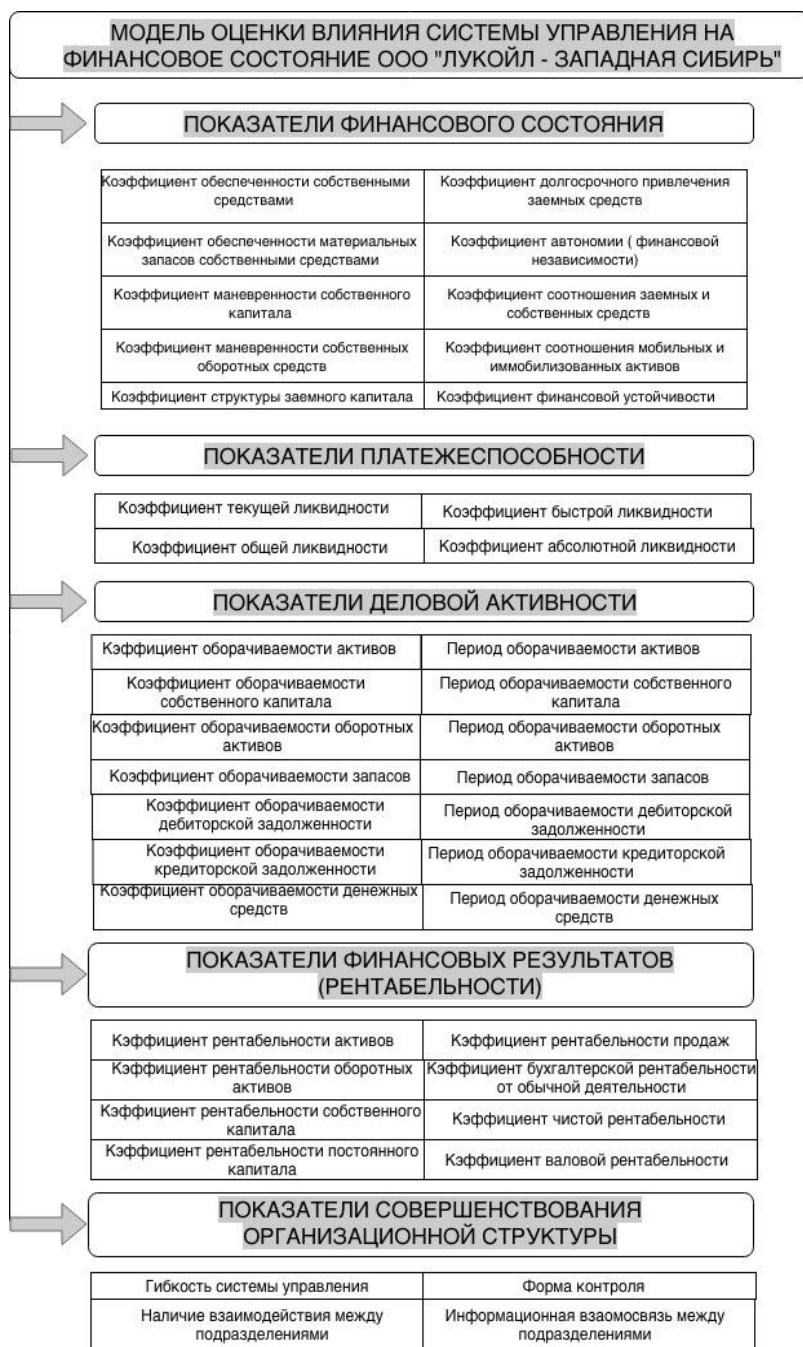 МОДЕЛЬ ОЦЕНКИ ВЛИЯНИЯ СИСТЕМЫ УПРАВЛЕНИЯ НА
ФИНАНСОВОЕ СОСТОЯНИЕ ООО "ЛУКОЙЛ - ЗАПАДНАЯ СИБИРЬ"
ПОКАЗАТЕЛИ ФИНАНСОВОГО СОСТОЯНИЯ
Коэффициент обеспеченности собственными
средствами
Коэффициент долгосрочного привлечения
заемных средств
Коэффициент обеспеченности материальных
запасов собственными средствами
Коэффициент автономии ( финансовой
независимости)
Коэффициент маневренности собственного
капитала
Коэффициент соотношения заемных и
собственных средств
Коэффициент маневренности собственных
оборотных средств
Коэффициент соотношения мобильных и
иммобилизованных активов
Коэффициент структуры заемного капитала
Коэффициент финансовой устойчивости
ПОКАЗАТЕЛИ ПЛАТЕЖЕСПОСОБНОСТИ
Коэффициент текущей ликвидности
Коэффициент быстрой ликвидности
Коэффициент общей ликвидности
Коэффициент абсолютной ликвидности
ПОКАЗАТЕЛИ ДЕЛОВОЙ АКТИВНОСТИ
Кэффициент оборачиваемости активов
Период оборачиваемости активов
Коэффициент оборачиваемости
собственного капитала
Период оборачиваемости собственного
капитала
Коэффициент оборачиваемости оборотных
активов
Период оборачиваемости оборотных
активов
Коэффициент оборачиваемости запасов
Период оборачиваемости запасов
Коэффициент оборачиваемости
дебиторской задолженности
Период оборачиваемости дебиторской
задолженности
Коэффициент оборачиваемости
кредиторской задолженности
Период оборачиваемости кредиторской
задолженности
Коэффициент оборачиваемости денежных
средств
Период оборачиваемости денежных
средств
ПОКАЗАТЕЛИ ФИНАНСОВЫХ РЕЗУЛЬТАТОВ
(РЕНТАБЕЛЬНОСТИ)
Кэффициент рентабельности активов
Кэффициент рентабельности продаж
Кэффициент рентабельности оборотных
активов
Кэффициент бухгалтерской рентабельности
от обычной деятельности
Кэффициент рентабельности собственного
капитала
Кэффициент чистой рентабельности
Кэффициент рентабельности постоянного
капитала
Кэффициент валовой рентабельности
ПОКАЗАТЕЛИ СОВЕРШЕНСТВОВАНИЯ
ОРГАНИЗАЦИОННОЙ СТРУКТУРЫ
Гибкость системы управления
Форма контроля
Наличие взаимодействия между
подразделениями
Информационная взаомосвязь между
подразделениями